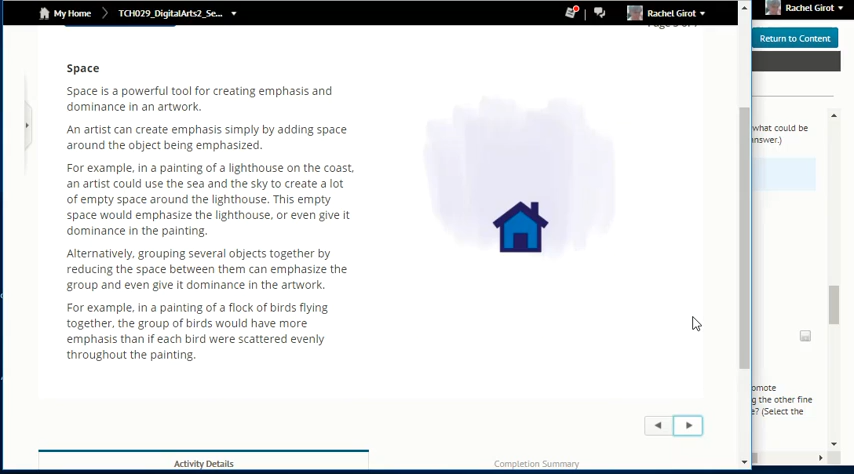 My Home
TCH029_DigitalArts2_Se...
Rachel Girot
Rachel Girot
Return to Content
Space
Space is a powerful tool for creating emphasis and
dominance in an artwork.
An artist can create emphasis simply by adding space
around the object being emphasized.
For example, in a painting of a lighthouse on the coast,
an artist could use the sea and the sky to create a lot
of empty space around the lighthouse. This empty
space would emphasize the lighthouse, or even give it
dominance in the painting.
Alternatively, grouping several objects together by
reducing the space between them can emphasize the
group and even give it dominance in the artwork.
For example, in a painting of a flock of birds flying
together, the group of birds would have more
emphasis than if each bird were scattered evenly
throughout the painting.
what could be
answer.)
omote
g the other fine
e? (Select the
Activity Details
Completion Summary